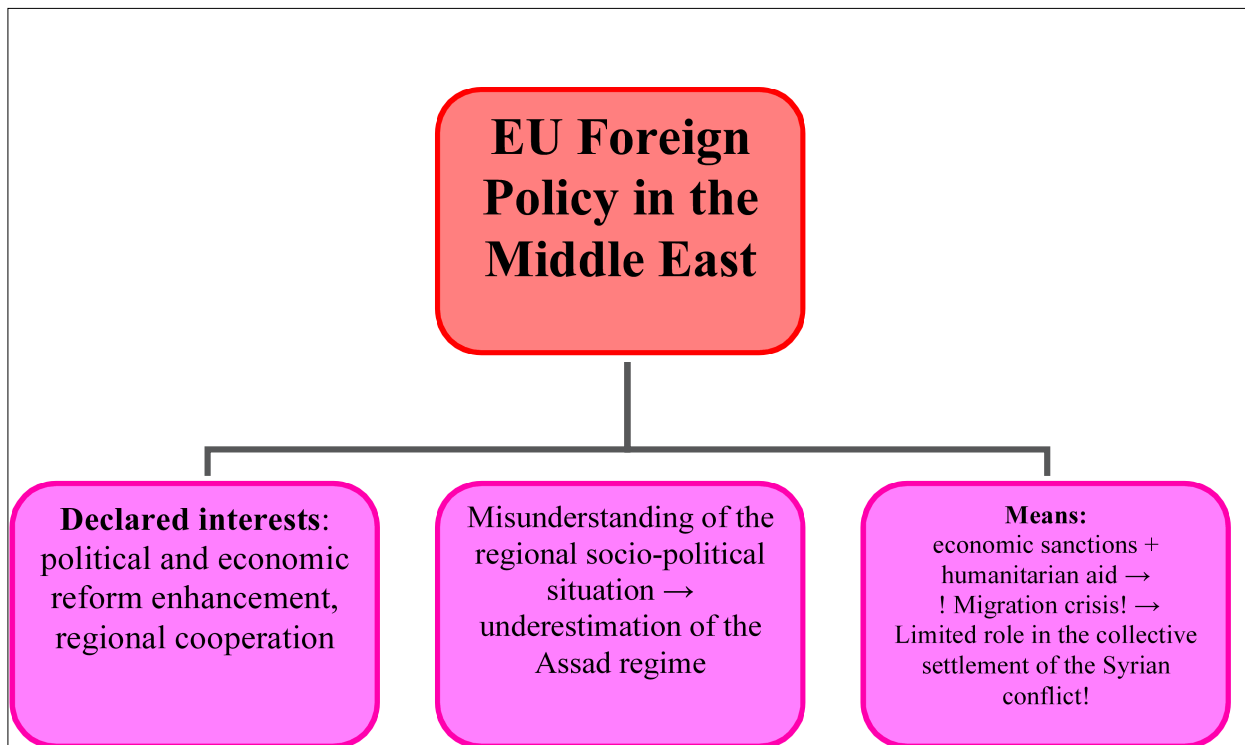 EU Foreign
Policy in the
Middle East
Declared interests:
political and economic
reform enhancement,
regional cooperation
Misunderstanding of the
regional socio-political
situation →
underestimation of the
Assad regime
Means:
economic sanctions +
humanitarian aid →
! Migration crisis! →
Limited role in the collective
settlement of the Syrian
conflict!